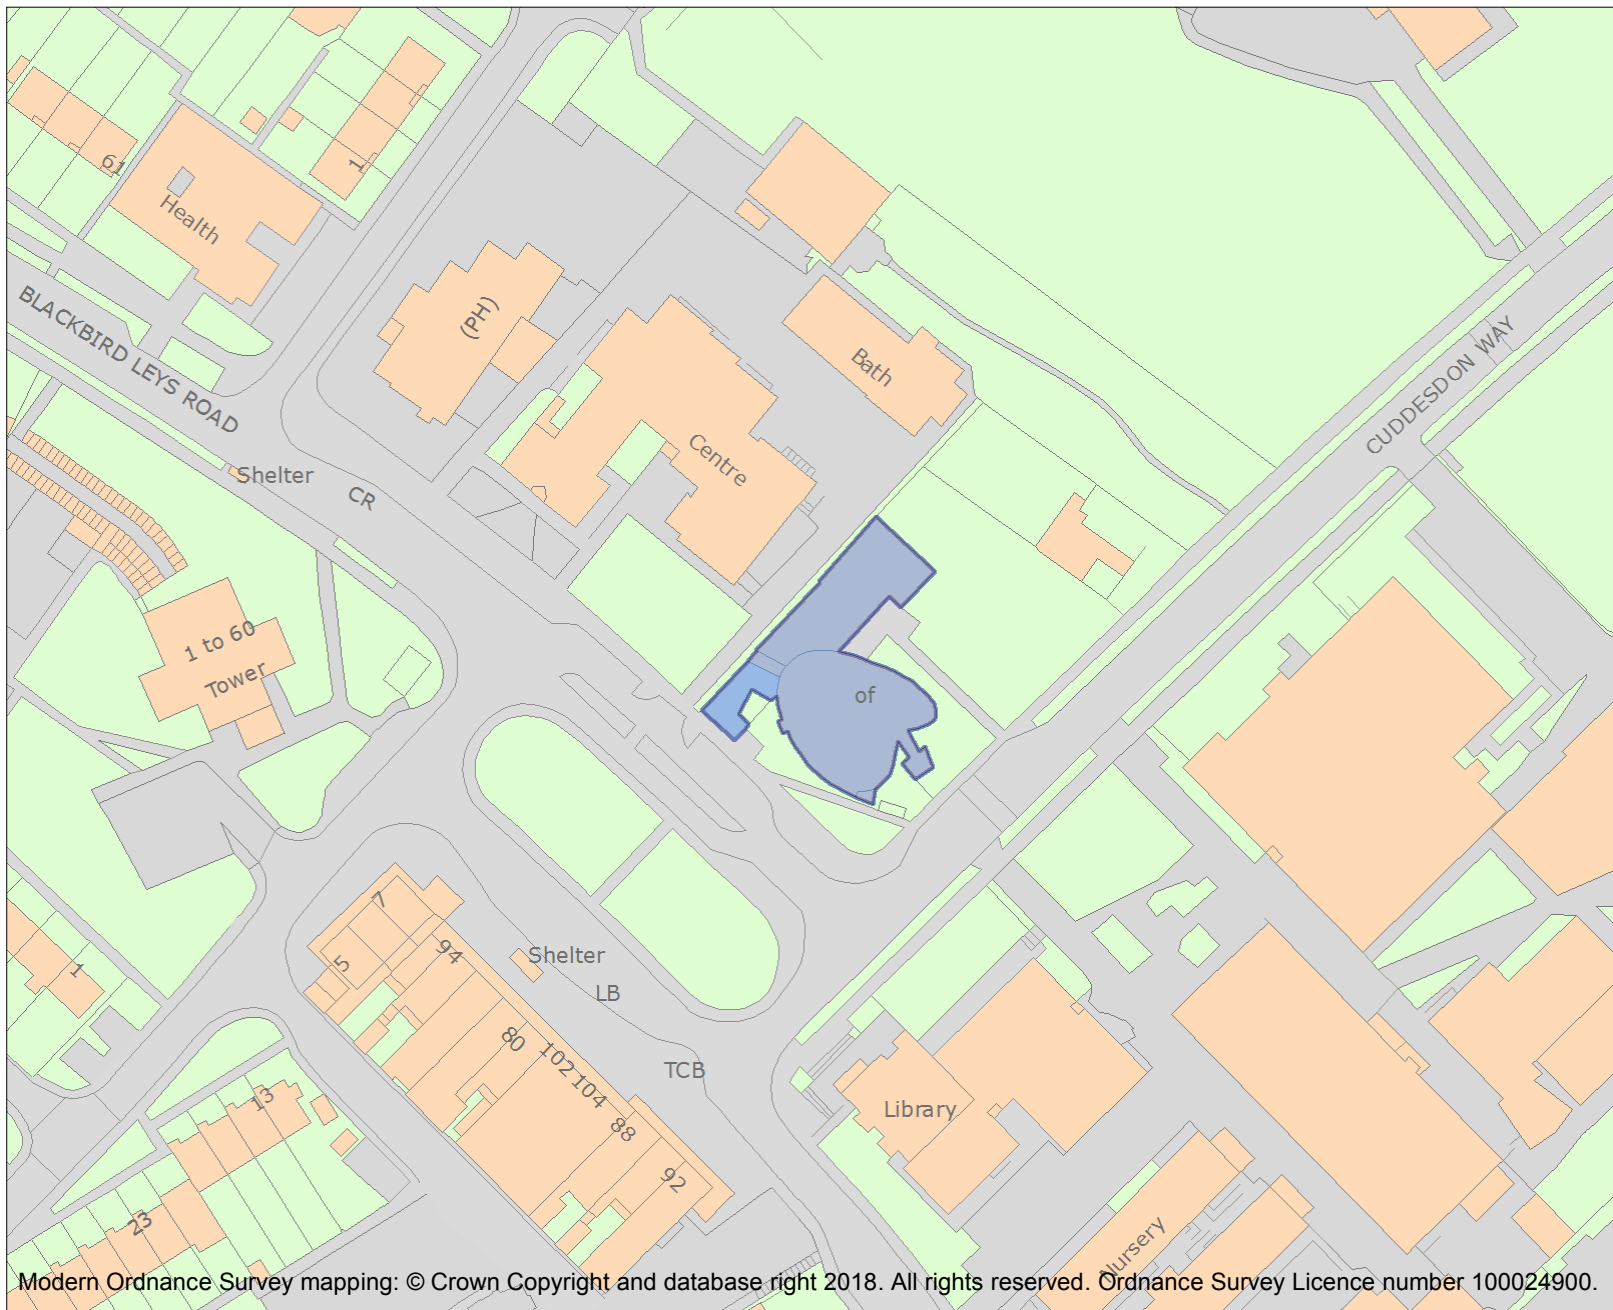 61
1
Health
BLACKBIRD LEYS ROAD
(PH)
Bath
CUDDESDON WAY
Centre
Shelter
CR
1 to 60
Tower
of
7
5
94
Shelter
LB
1
80
102
104
88
92
TCB
Library
13
23
Nursery
Modern Ordnance Survey mapping: © Crown Copyright and database right 2018. All rights reserved. Ordnance Survey Licence number 100024900.